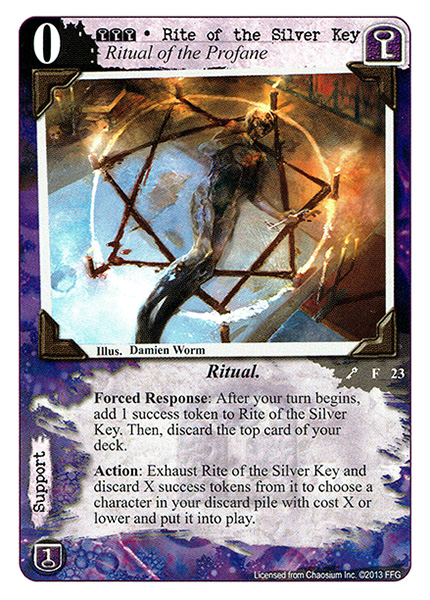 0
• Rite of the Silver Key
Ritual of the Profane
Illus. Damien Worm
Ritual.
F 23
Forced Response: After your turn begins,
add 1 success token to Rite of the Silver
Key. Then, discard the top card of your
deck.
Action: Exhaust Rite of the Silver Key and
discard X success tokens from it to choose a
character in your discard pile with cost X or
lower and put it into play.
Support
Licensed from Chaosium Inc. ©2013 FFG